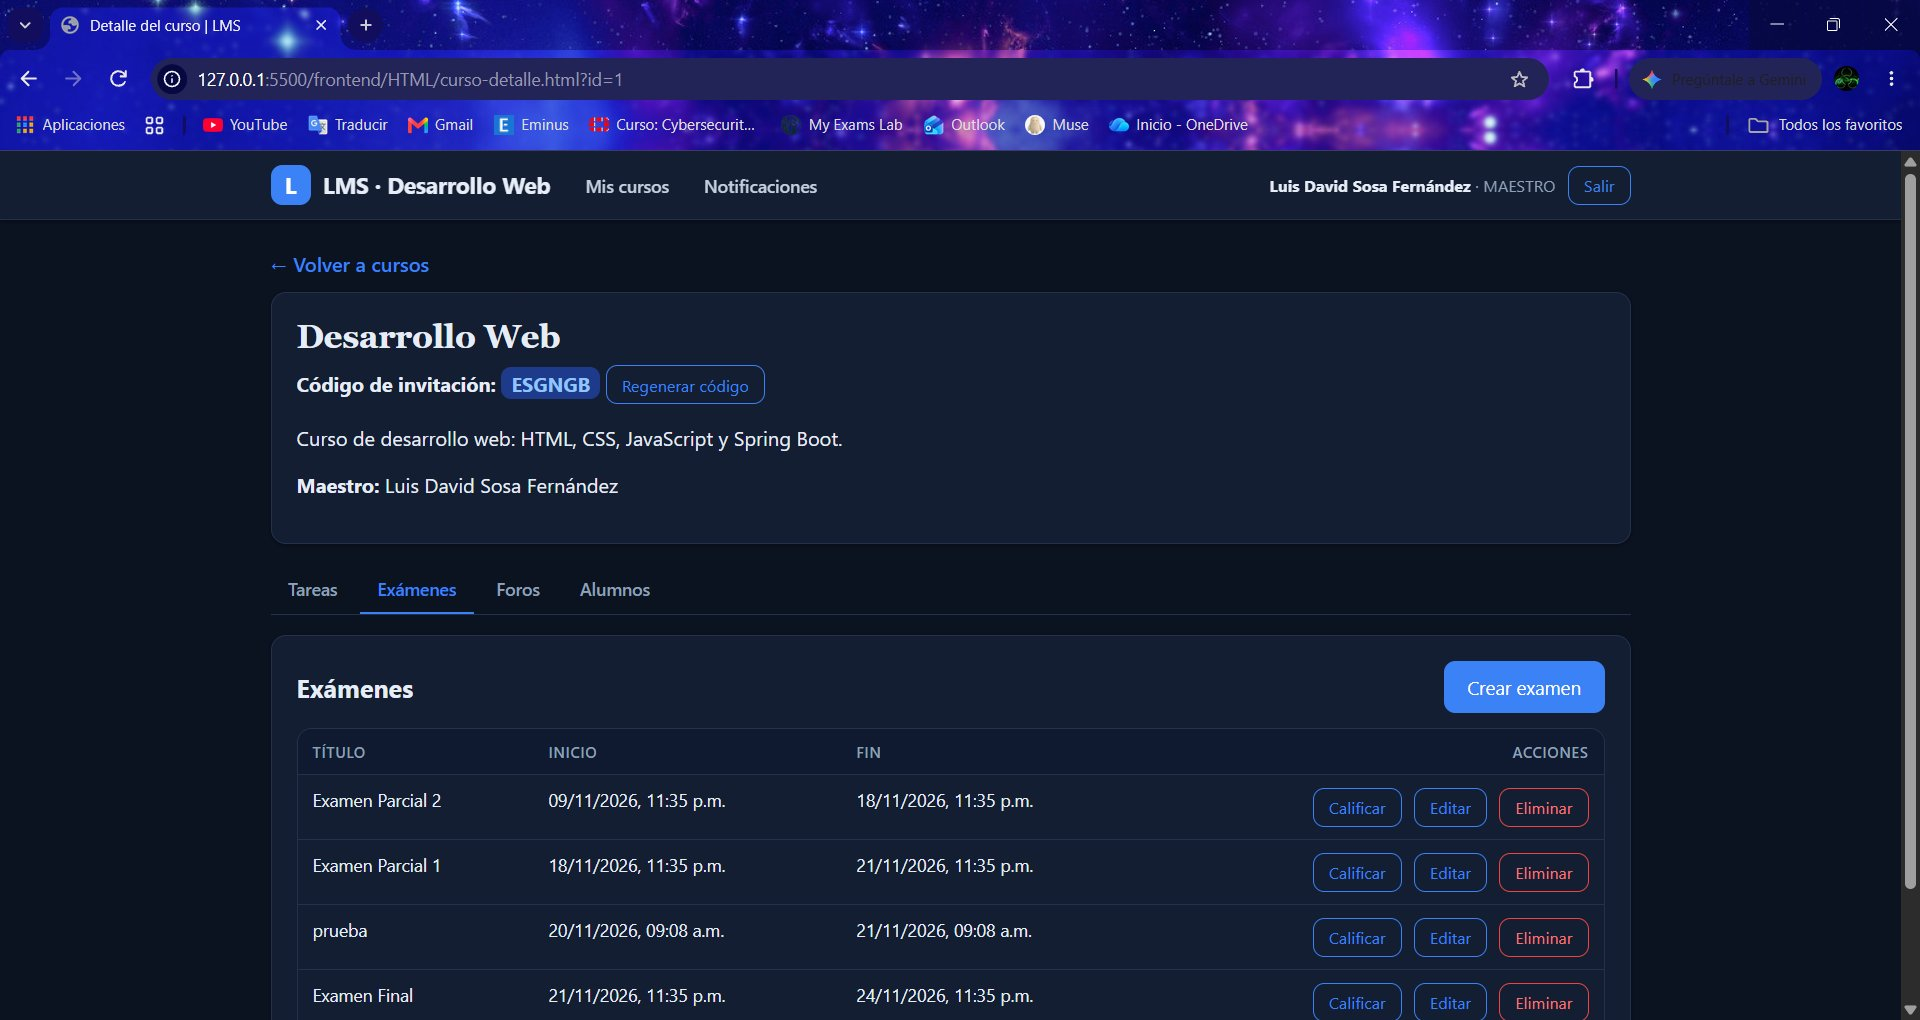 Detalle del curso | LMS
127.0.0.1:5500/frontend/HTML/curso-detalle.html?id=1
Pregúntale a Gemini
Aplicaciones
YouTube
Traducir
Gmail
Eminus
Curso: Cybersecurit...
My Exams Lab
Outlook
Muse
Inicio - OneDrive
Todos los favoritos
L LMS · Desarrollo Web Mis cursos Notificaciones Luis David Sosa Fernández · MAESTRO Salir
← Volver a cursos
Desarrollo Web
Código de invitación: ESGNGB Regenerar código
Curso de desarrollo web: HTML, CSS, JavaScript y Spring Boot.
Maestro: Luis David Sosa Fernández
Tareas Exámenes Foros Alumnos
Exámenes Crear examen
TÍTULO INICIO FIN ACCIONES
Examen Parcial 2 09/11/2026, 11:35 p.m. 18/11/2026, 11:35 p.m. Calificar Editar Eliminar
Examen Parcial 1 18/11/2026, 11:35 p.m. 21/11/2026, 11:35 p.m. Calificar Editar Eliminar
prueba 20/11/2026, 09:08 a.m. 21/11/2026, 09:08 a.m. Calificar Editar Eliminar
Examen Final 21/11/2026, 11:35 p.m. 24/11/2026, 11:35 p.m. Calificar Editar Eliminar